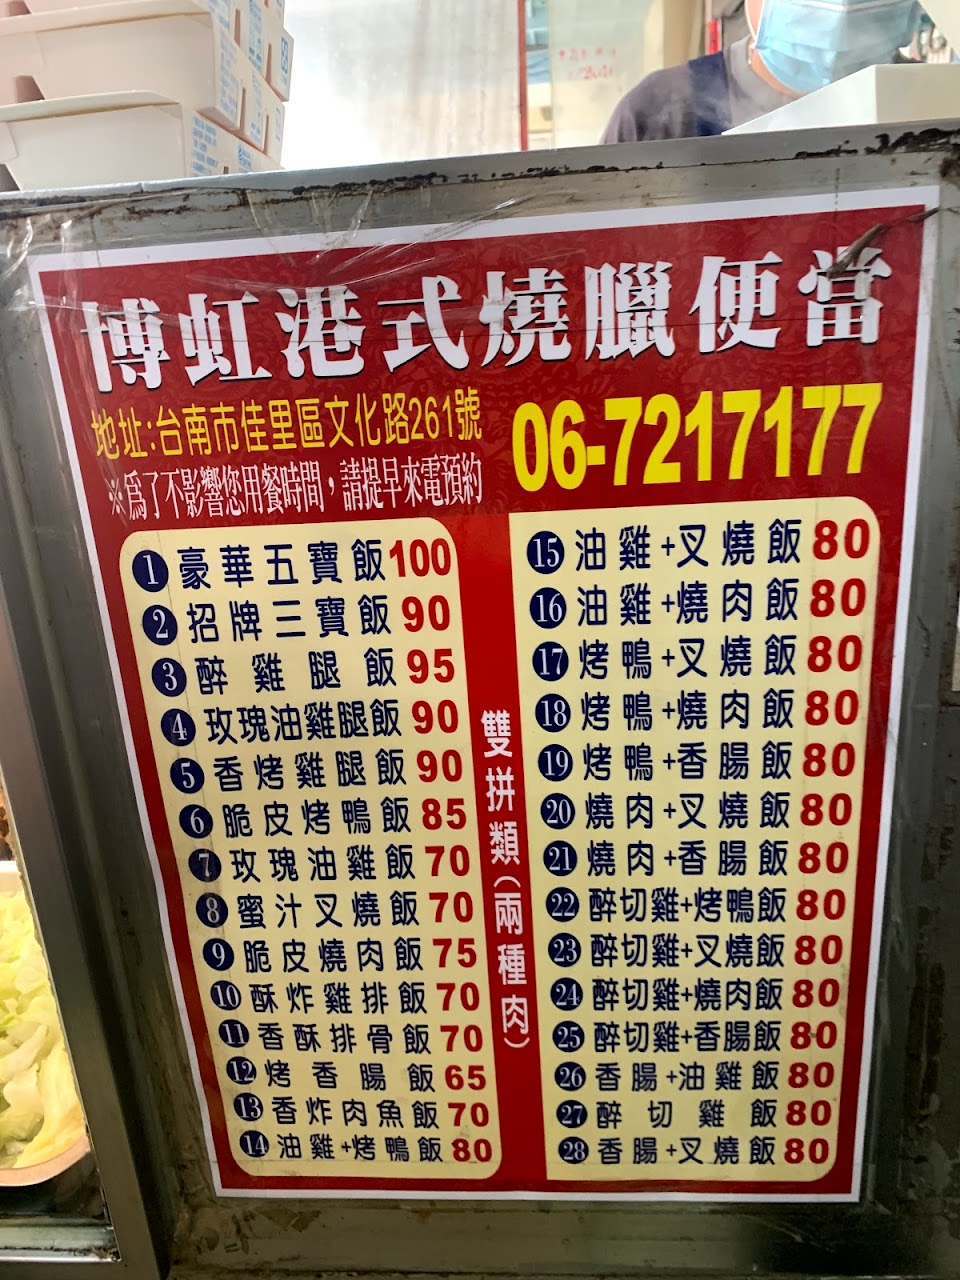 博虹港式燒臘便當
地址:台南市佳里區文化路261號
06-7217177
※為了不影響您用餐時間,請提早來電預約
1 豪華五寶飯 100
2 招牌三寶飯 90
3 醉雞腿飯 95
4 玫瑰油雞腿飯 90
5 香烤雞腿飯 90
6 脆皮烤鴨飯 85
7 玫瑰油雞飯 70
8 蜜汁叉燒飯 70
9 脆皮燒肉飯 75
10 酥炸雞排飯 70
11 香酥排骨飯 70
12 烤香腸飯 65
13 香炸肉魚飯 70
14 油雞+烤鴨飯 80
雙拼類(兩種肉)
15 油雞+叉燒飯 80
16 油雞+燒肉飯 80
17 烤鴨+叉燒飯 80
18 烤鴨+燒肉飯 80
19 烤鴨+香腸飯 80
20 燒肉+叉燒飯 80
21 燒肉+香腸飯 80
22 醉切雞+烤鴨飯 80
23 醉切雞+叉燒飯 80
24 醉切雞+燒肉飯 80
25 醉切雞+香腸飯 80
26 香腸+油雞飯 80
27 醉切雞飯 80
28 香腸+叉燒飯 80